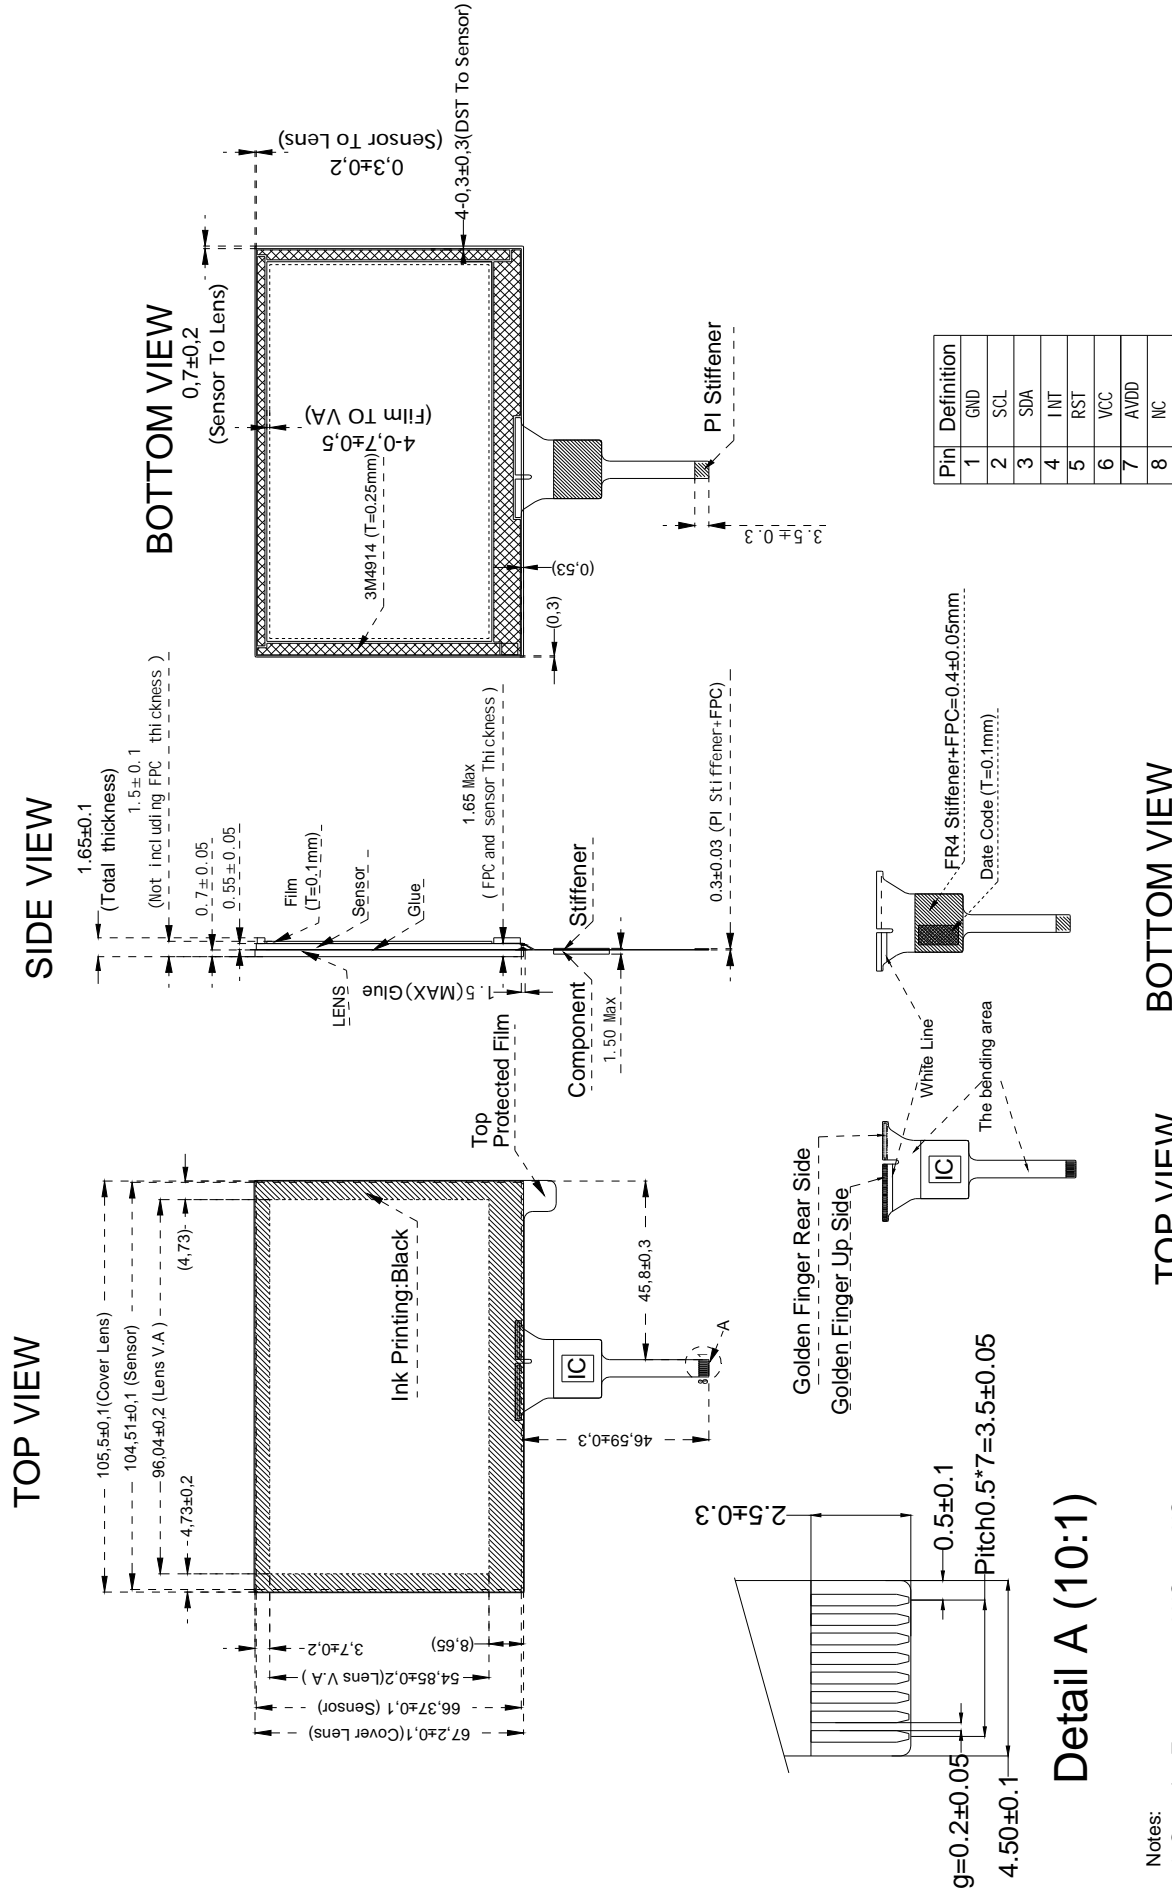 TOP VIEW
105,5±0,1(Cover Lens)
104,51±0,1 (Sensor)
96,04±0,2 (Lens V.A )
4,73±0,2
(4,73)
3,7±0,2
(8,65)
54,85±0,2(Lens V.A )
66,37±0,1 (Sensor)
67,2±0,1(Cover Lens)
Ink Printing:Black
Top
Protected Film
45,8±0,3
46,59±0,3
IC
8
1
A
SIDE VIEW
1.65±0.1
(Total thickness)
1.5±0.1
(Not including FPC thickness )
0.7±0.05
0.55±0.05
Film
(T=0.1mm)
Sensor
Glue
LENS
1.5(MAX)Glue
1.65 Max
( FPC and sensor Thickness )
Component
Stiffener
1.50 Max
0.3±0.03 (PI Stiffener+FPC)
BOTTOM VIEW
0,7±0,2
(Sensor To Lens)
0,3±0,2
(Sensor To Lens)
4-0,3±0,3(DST To Sensor)
4-0,7±0,5
(Film TO VA)
3M4914 (T=0.25mm)
(0,53)
(0,3)
PI Stiffener
3.5±0.3
2.5±0.3
0.5±0.1
Pitch0.5*7=3.5±0.05
g=0.2±0.05
4.50±0.1
Detail A (10:1)
Golden Finger Rear Side
Golden Finger Up Side
IC
White Line
The bending area
FR4 Stiffener+FPC=0.4±0.05mm
Date Code (T=0.1mm)
Pin Definition
1 GND
2 SCL
3 SDA
4 INT
5 RST
6 VCC
7 AVDD
8 NC
Notes:
TOP VIEW
BOTTOM VIEW